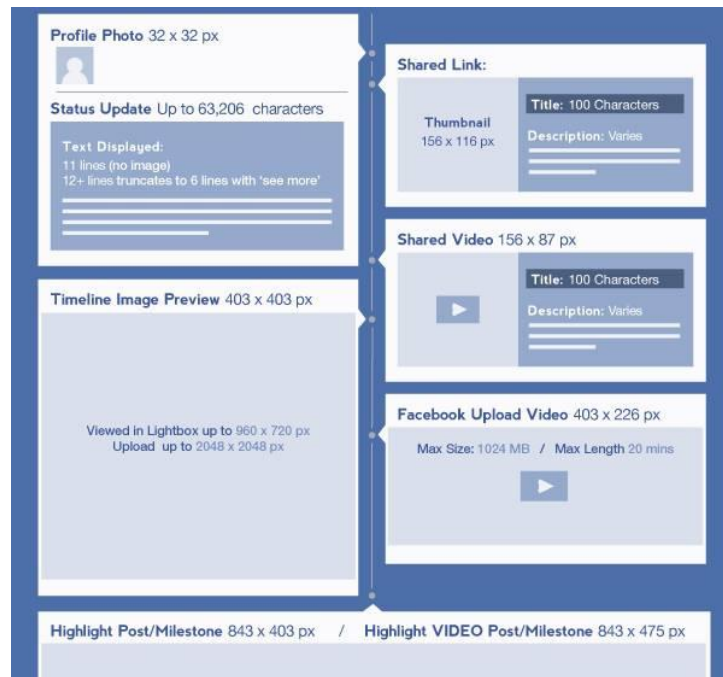 Profile Photo 32 x 32 px
Status Update Up to 63,206 characters
Text Displayed:
11 lines (no image)
12+ lines truncates to 6 lines with 'see more'
Shared Link:
Thumbnail
156 x 116 px
Title: 100 Characters
Description: Varies
Shared Video 156 x 87 px
Title: 100 Characters
Description: Varies
Timeline Image Preview 403 x 403 px
Viewed in Lightbox up to 960 x 720 px
Upload up to 2048 x 2048 px
Facebook Upload Video 403 x 226 px
Max Size: 1024 MB / Max Length 20 mins
Highlight Post/Milestone 843 x 403 px / Highlight VIDEO Post/Milestone 843 x 475 px